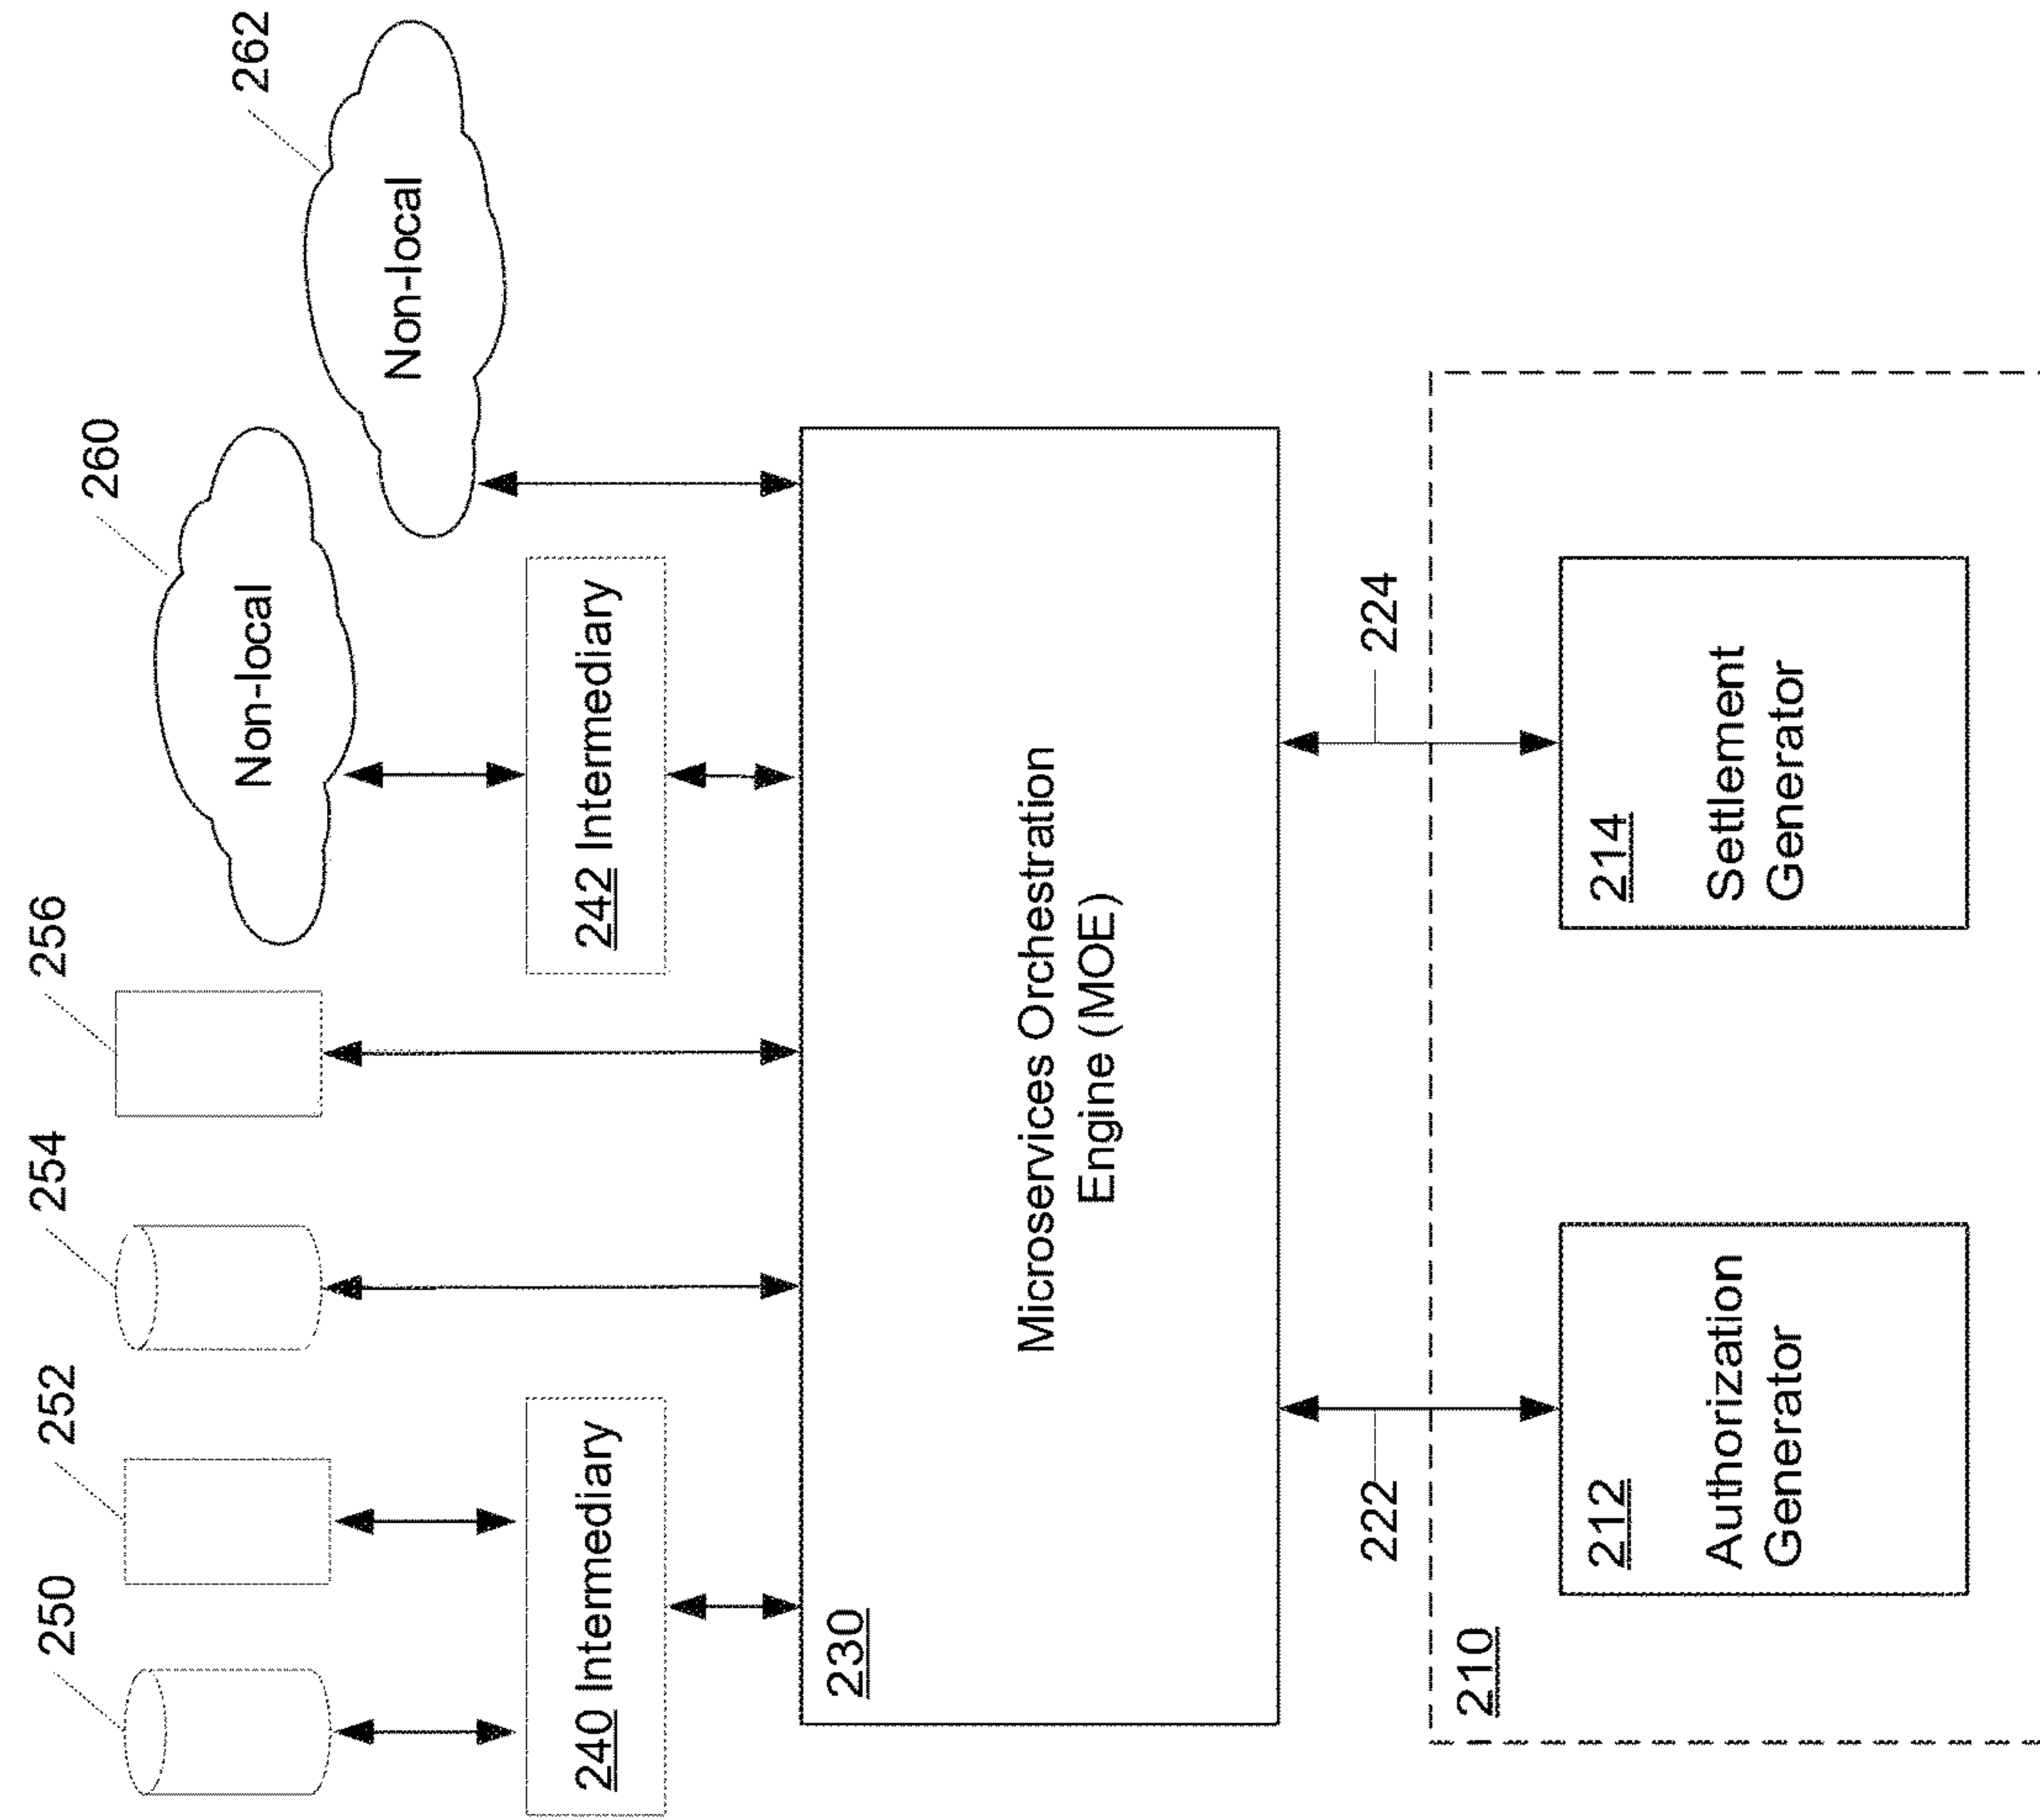 250
252
254
256
260
262
Non-local
Non-local
240 Intermediary
242 Intermediary
230
Microservices Orchestration
Engine (MOE)
222
224
210
212
Authorization
Generator
214
Settlement
Generator